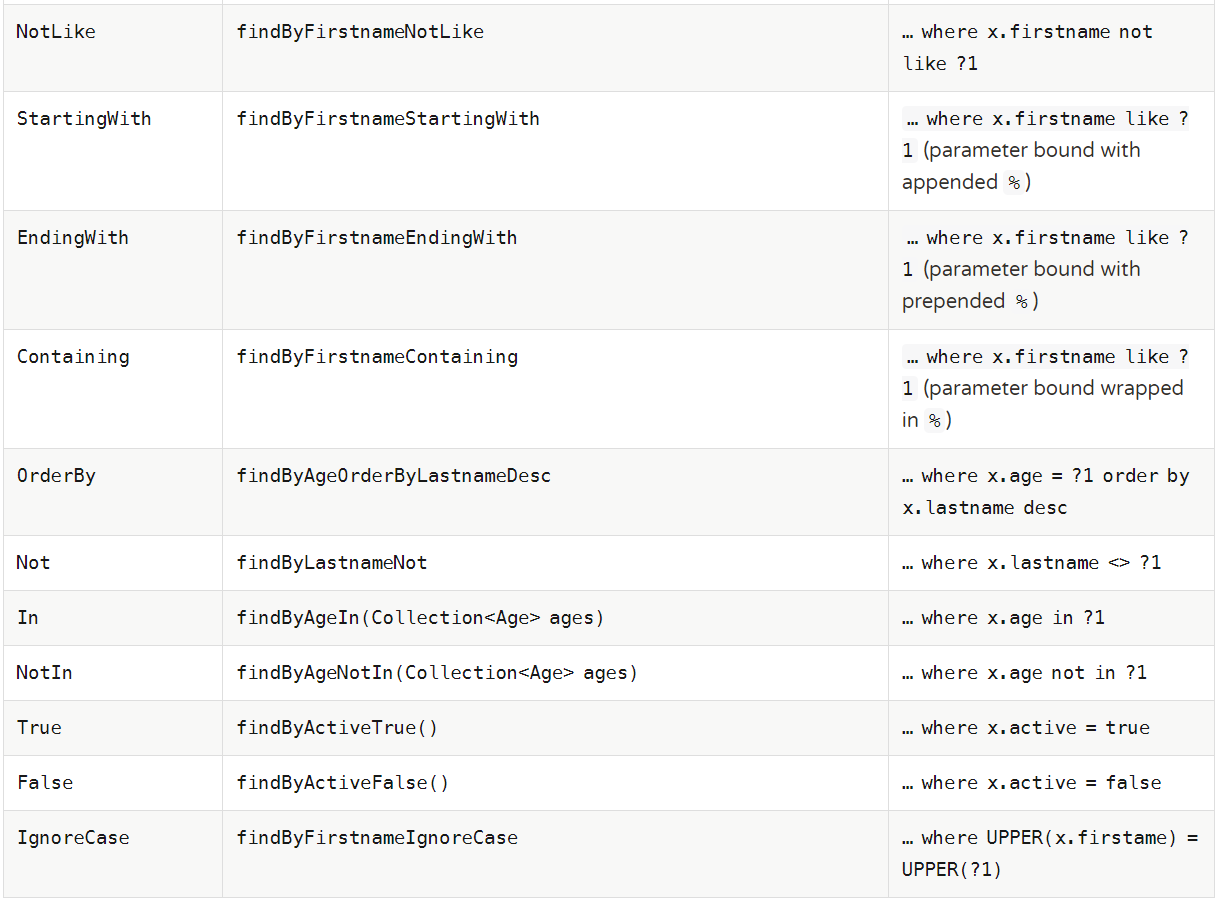 NotLike findByFirstnameNotLike … where x.firstname not
like ?1
StartingWith findByFirstnameStartingWith … where x.firstname like ?
1 (parameter bound with
appended %)
EndingWith findByFirstnameEndingWith … where x.firstname like ?
1 (parameter bound with
prepended %)
Containing findByFirstnameContaining … where x.firstname like ?
1 (parameter bound wrapped
in %)
OrderBy findByAgeOrderByLastnameDesc … where x.age = ?1 order by
x.lastname desc
Not findByLastnameNot … where x.lastname <> ?1
In findByAgeIn(Collection<Age> ages) … where x.age in ?1
NotIn findByAgeNotIn(Collection<Age> ages) … where x.age not in ?1
True findByActiveTrue() … where x.active = true
False findByActiveFalse() … where x.active = false
IgnoreCase findByFirstnameIgnoreCase … where UPPER(x.firstame) =
UPPER(?1)